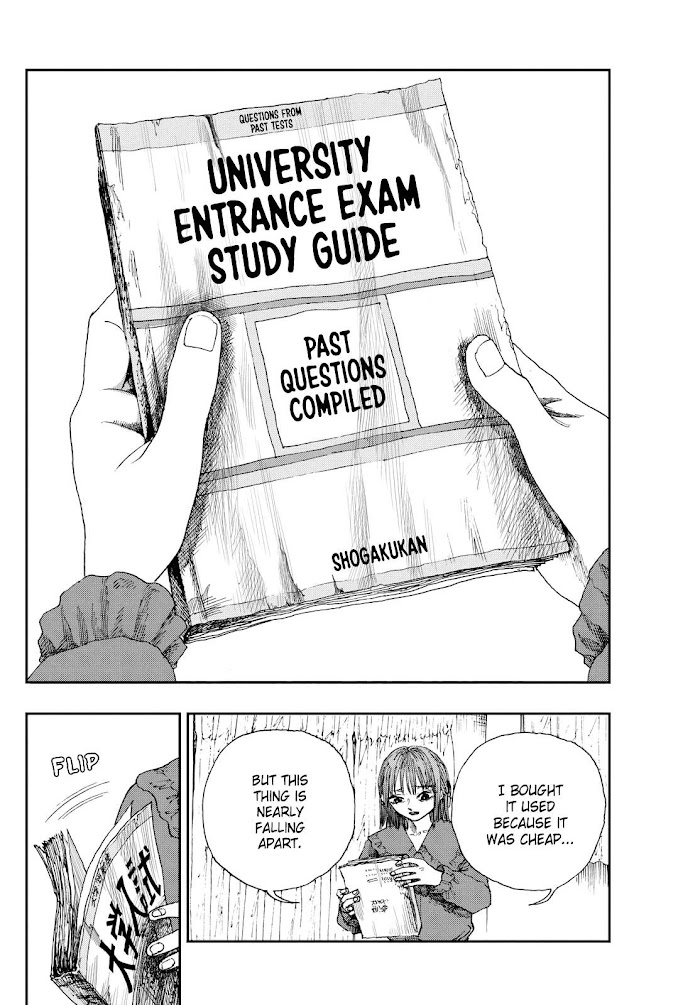 QUESTIONS FROM
PAST TESTS
UNIVERSITY
ENTRANCE EXAM
STUDY GUIDE
PAST
QUESTIONS
COMPILED
SHOGAKUKAN
I BOUGHT
IT USED
BECAUSE IT
WAS CHEAP...
BUT THIS
THING IS
NEARLY
FALLING
APART.
FLIP
大学入試